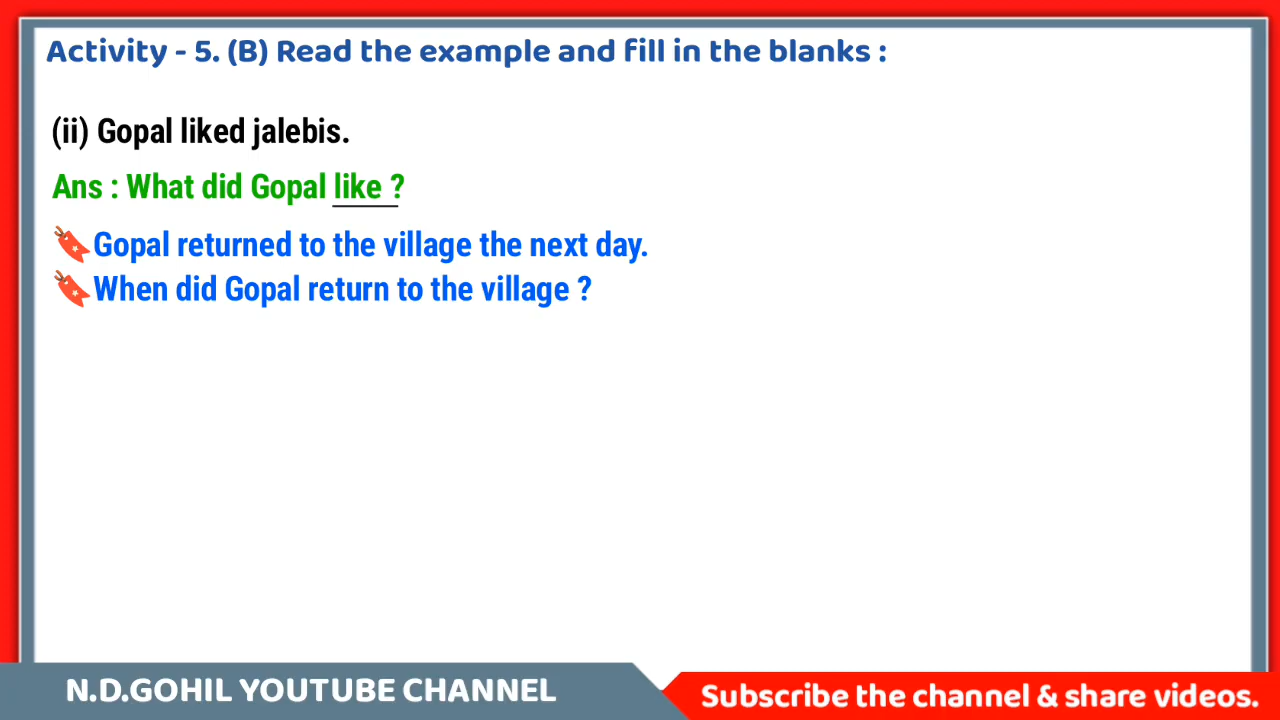 Activity - 5. (B) Read the example and fill in the blanks :
(ii) Gopal liked jalebis.
Ans : What did Gopal like ?
Gopal returned to the village the next day.
When did Gopal return to the village ?
N.D.GOHIL YOUTUBE CHANNEL
Subscribe the channel & share videos.